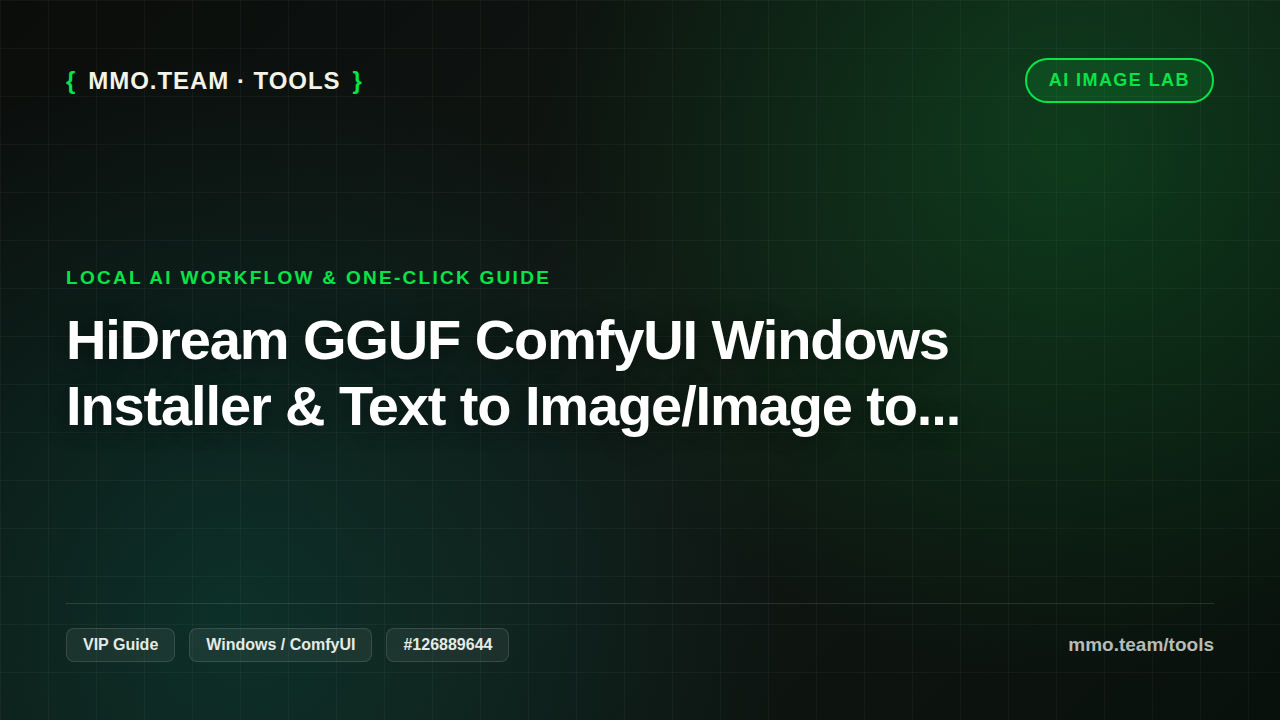 { MMO.TEAM · TOOLS }
AI IMAGE LAB
LOCAL AI WORKFLOW & ONE-CLICK GUIDE
HiDream GGUF ComfyUI Windows
Installer & Text to Image/Image to...
VIP Guide
Windows / ComfyUI
#126889644
mmo.team/tools